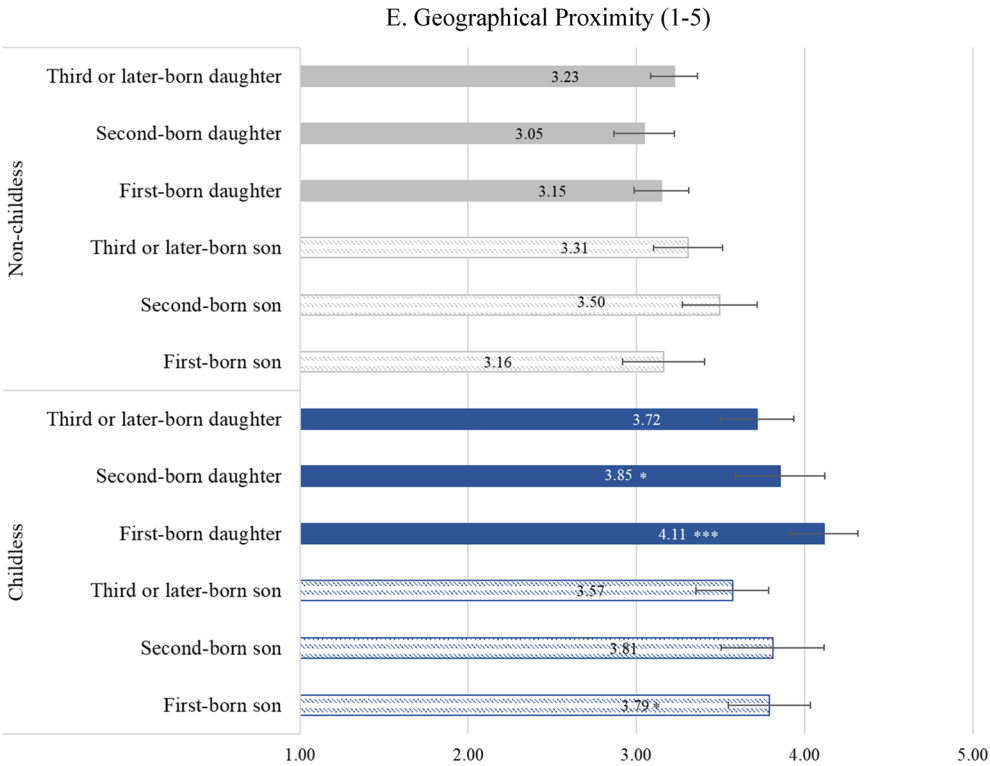 E. Geographical Proximity (1-5)
Non-childless
Third or later-born daughter 3.23
Second-born daughter 3.05
First-born daughter 3.15
Third or later-born son 3.31
Second-born son 3.50
First-born son 3.16
Childless
Third or later-born daughter 3.72
Second-born daughter 3.85 *
First-born daughter 4.11 ***
Third or later-born son 3.57
Second-born son 3.81
First-born son 3.79 *
1.00 2.00 3.00 4.00 5.00